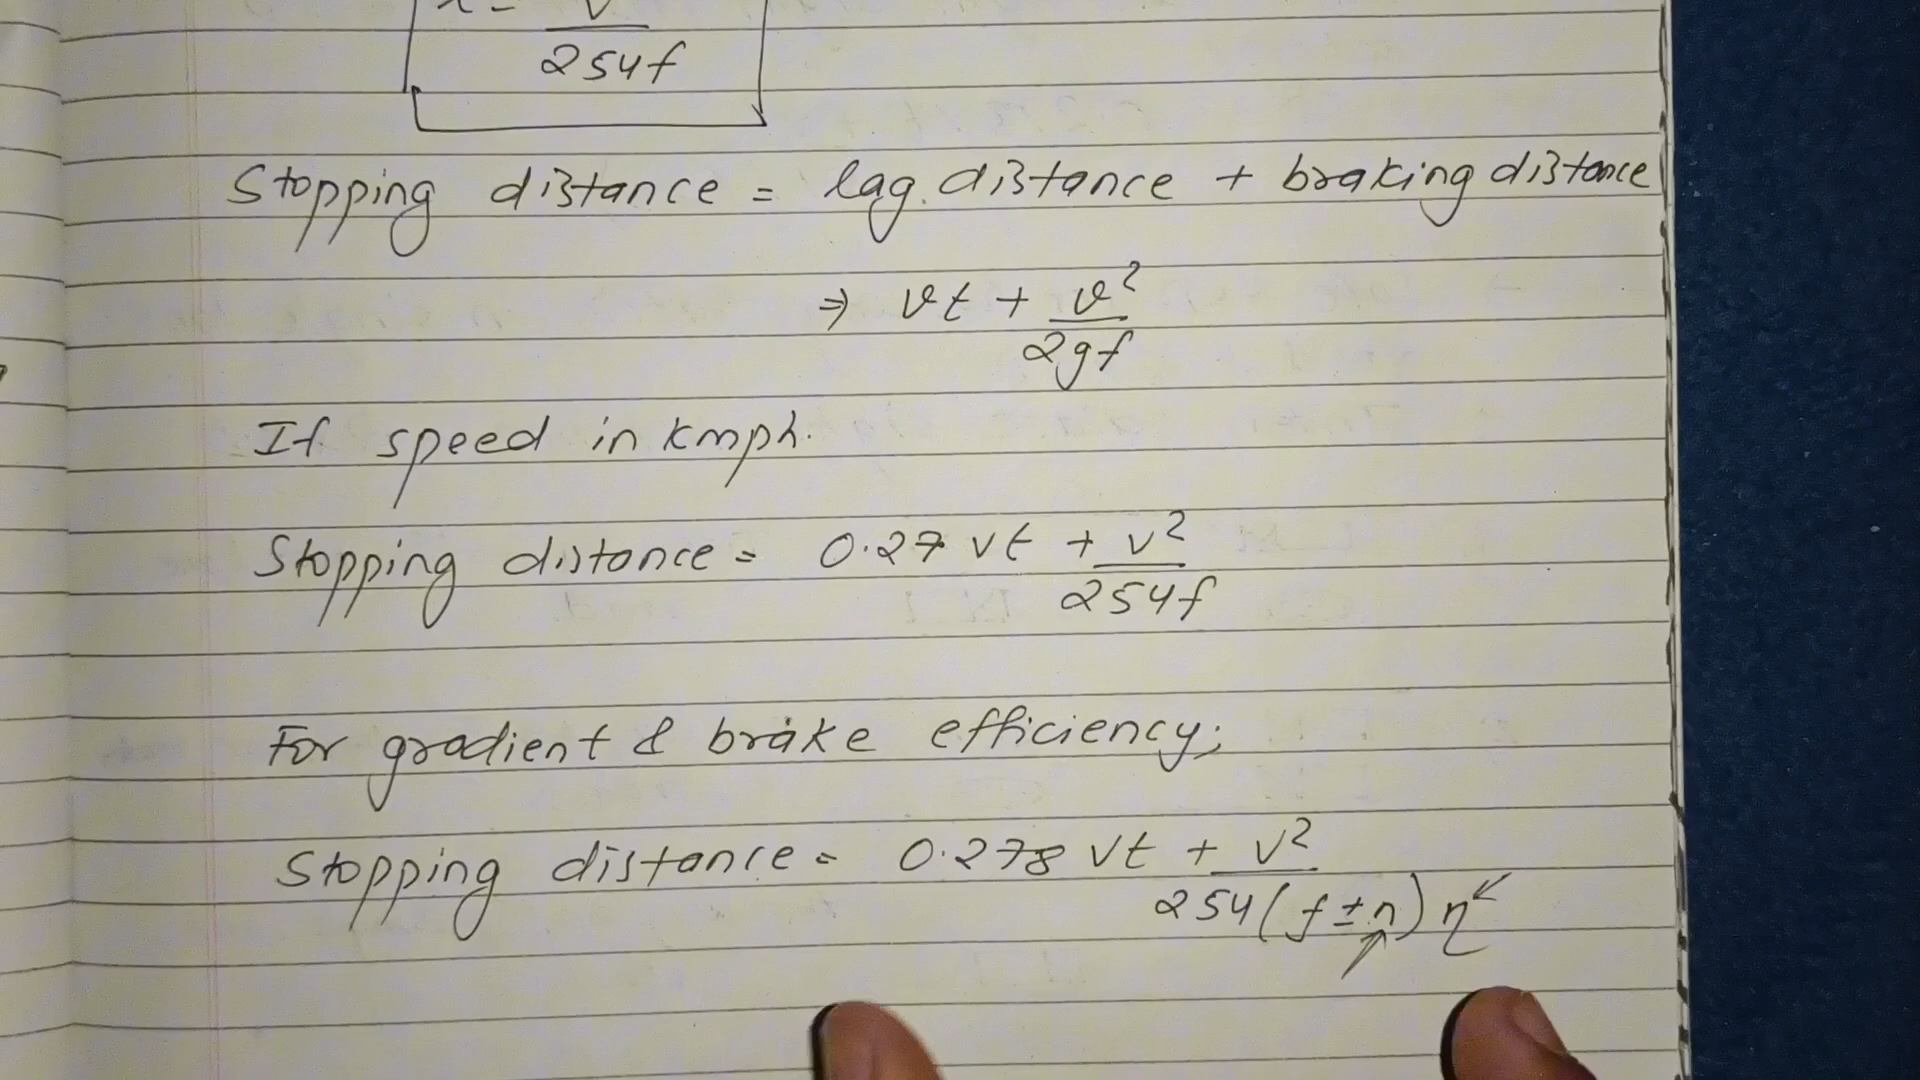 x = v
254f
Stopping distance = lag. distance + braking distance
⇒ vt + v²
2gf
If speed in kmph.
Stopping distance = 0.27 vt + v²
254f
For gradient & brake efficiency;
Stopping distance = 0.278 vt + v²
254(f ± n) η